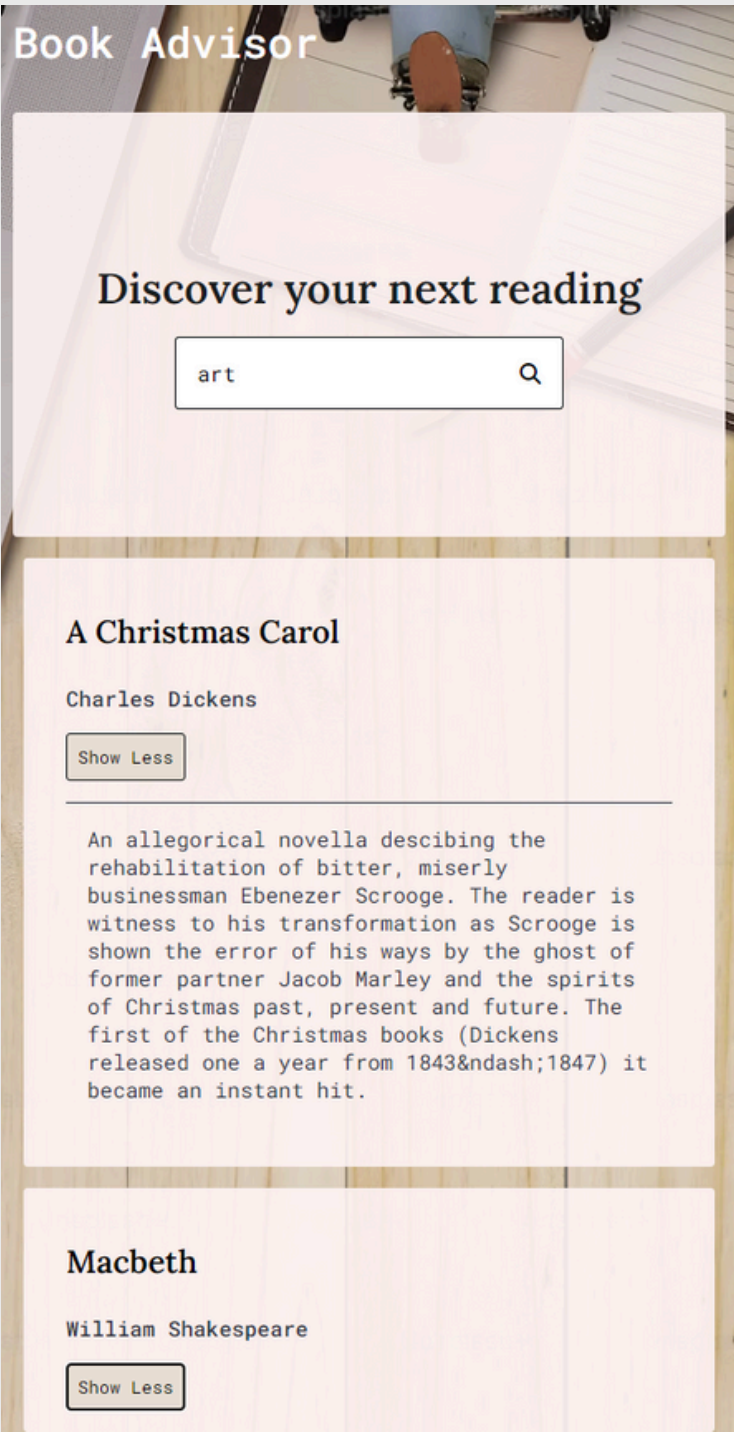 Book Advisor
Discover your next reading
art
A Christmas Carol
Charles Dickens
Show Less
An allegorical novella descibing the
rehabilitation of bitter, miserly
businessman Ebenezer Scrooge. The reader is
witness to his transformation as Scrooge is
shown the error of his ways by the ghost of
former partner Jacob Marley and the spirits
of Christmas past, present and future. The
first of the Christmas books (Dickens
released one a year from 1843&ndash;1847) it
became an instant hit.
Macbeth
William Shakespeare
Show Less